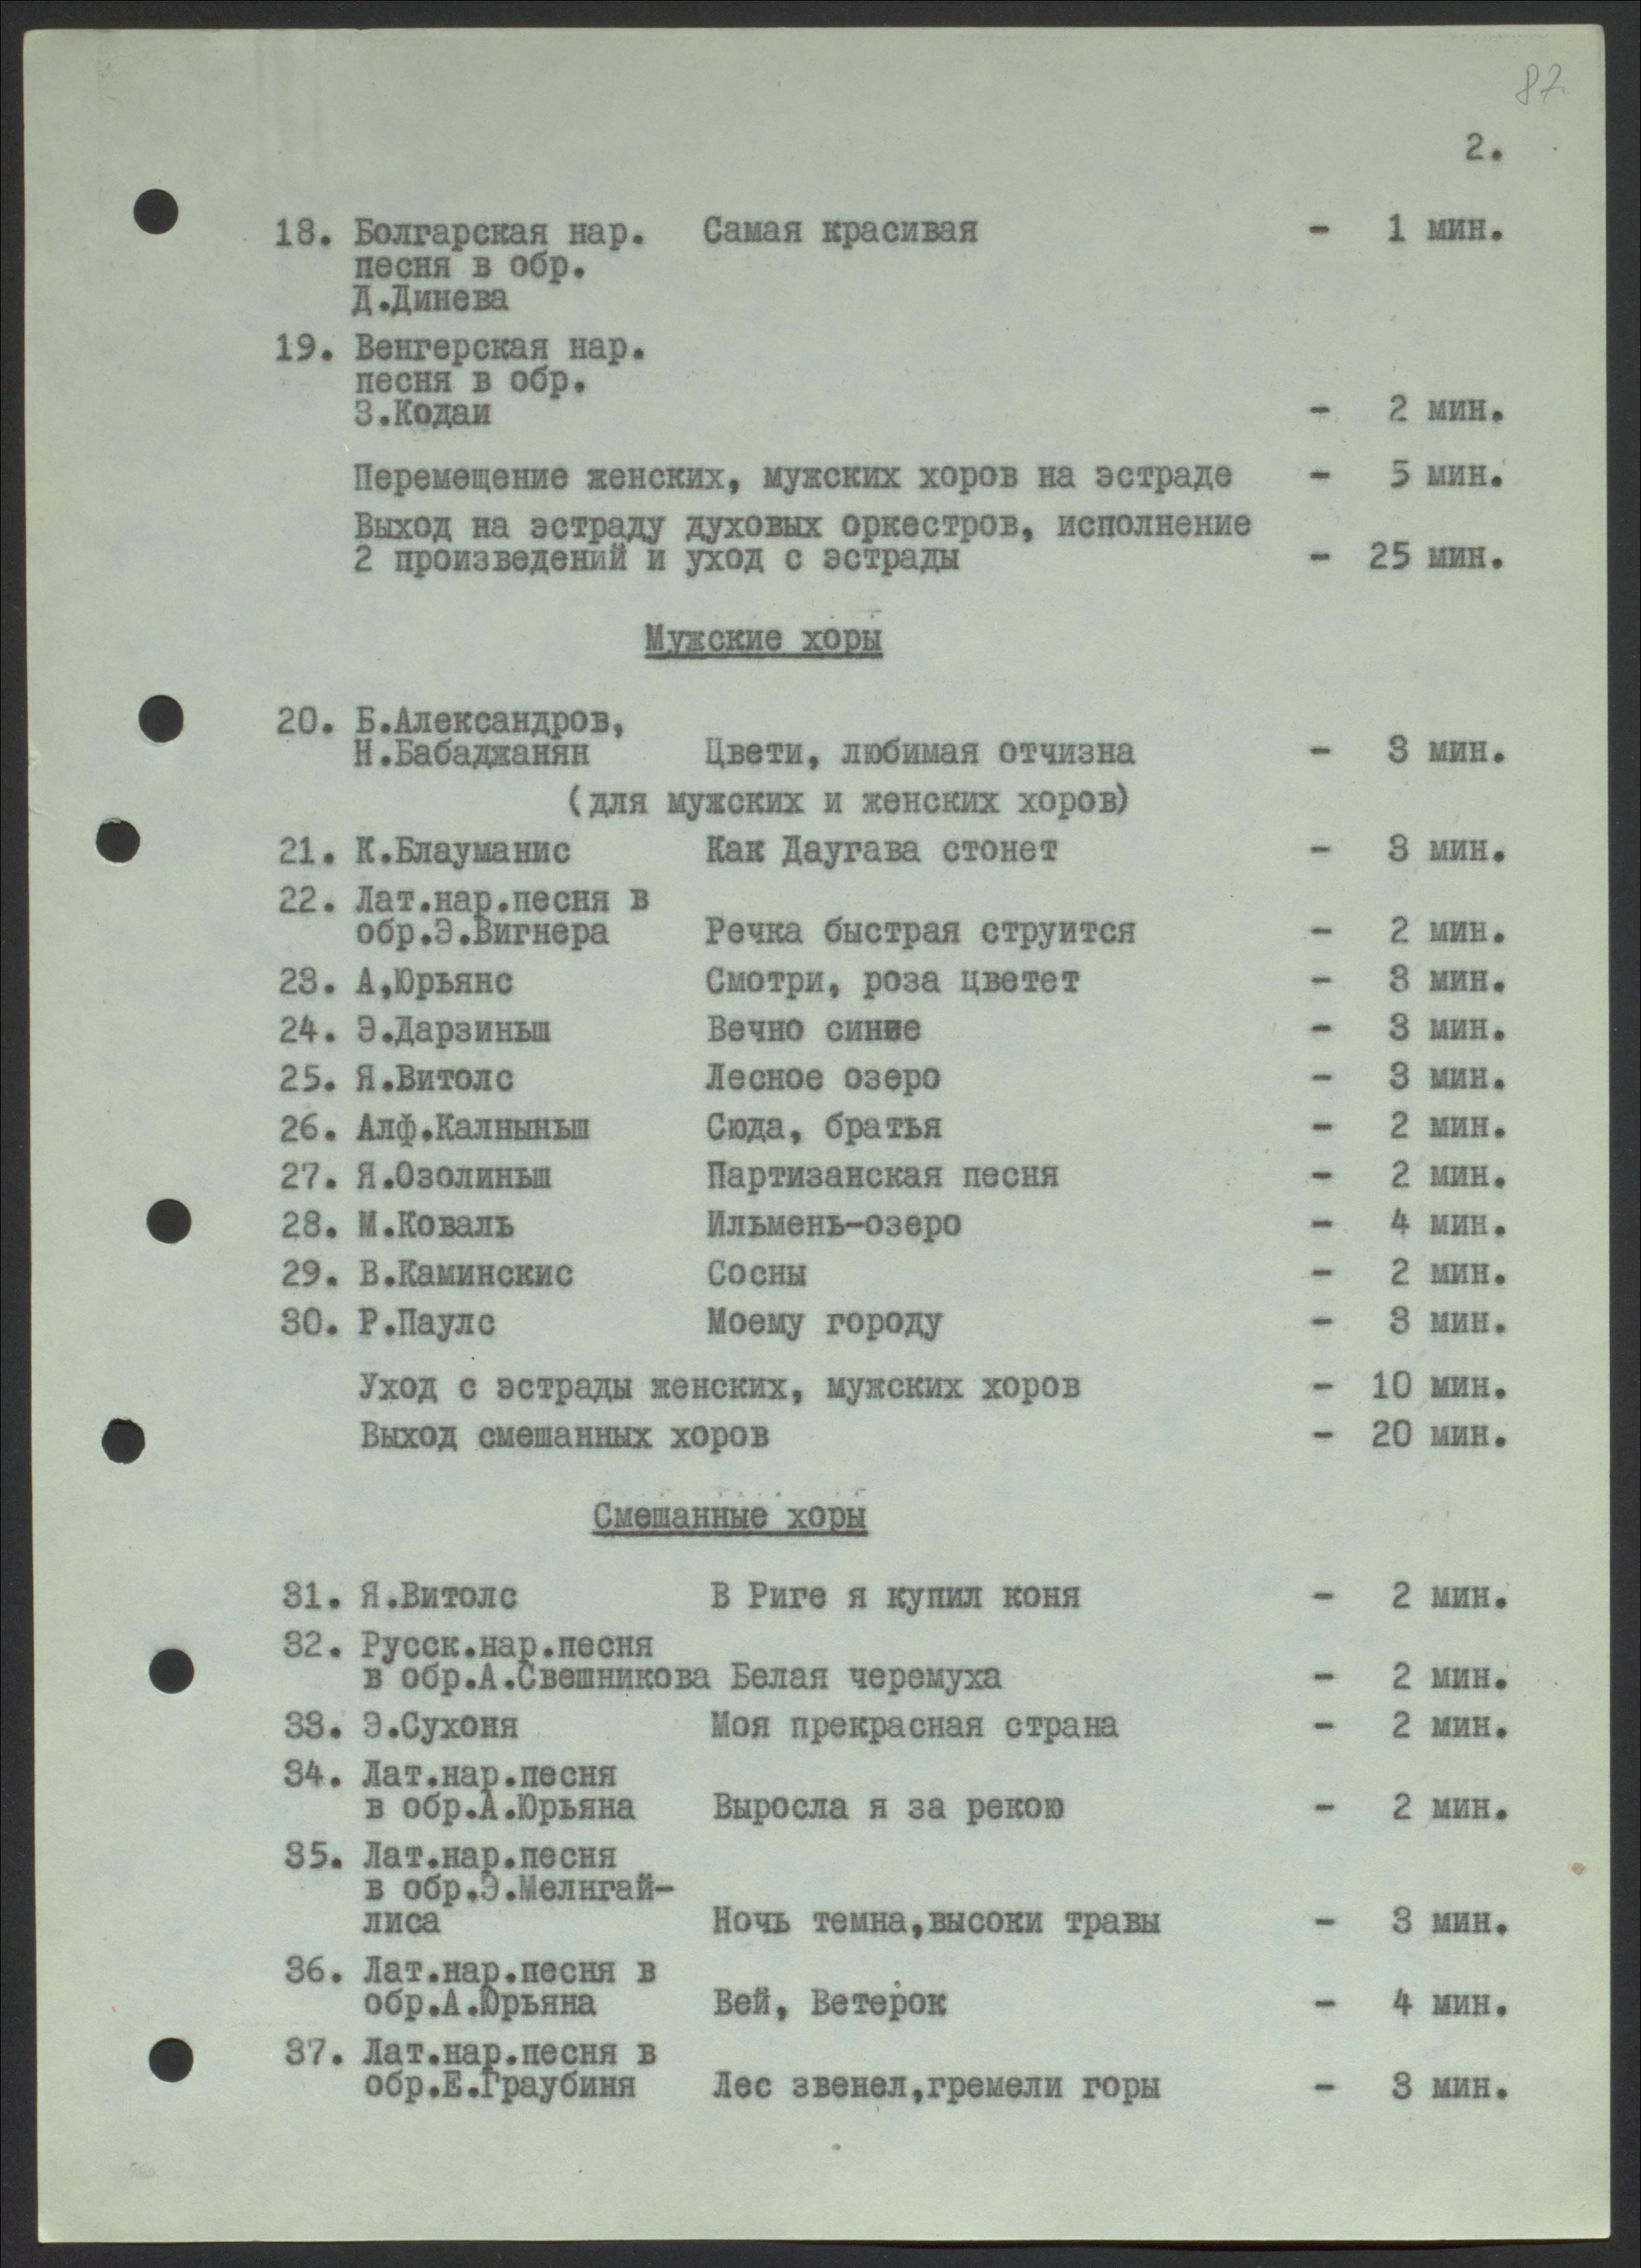 87.
2.
18. Болгарская нар. Самая красивая - 1 мин.
песня в обр.
Д.Динева
19. Венгерская нар.
песня в обр.
З.Кодаи - 2 мин.
Перемещение женских, мужских хоров на эстраде - 5 мин.
Выход на эстраду духовых оркестров, исполнение
2 произведений и уход с эстрады - 25 мин.
Мужские хоры
20. Б.Александров,
Н.Бабаджанян Цвети, любимая отчизна - 3 мин.
(для мужских и женских хоров)
21. К.Блауманис Как Даугава стонет - 3 мин.
22. Лат.нар.песня в
обр.Э.Вигнера Речка быстрая струится - 2 мин.
23. А,Юрьянс Смотри, роза цветет - 3 мин.
24. Э.Дарзиньш Вечно синие - 3 мин.
25. Я.Витолс Лесное озеро - 3 мин.
26. Алф.Калныньш Сюда, братья - 2 мин.
27. Я.Озолиньш Партизанская песня - 2 мин.
28. М.Коваль Ильмень-озеро - 4 мин.
29. В.Каминскис Сосны - 2 мин.
30. Р.Паулс Моему городу - 3 мин.
Уход с эстрады женских, мужских хоров - 10 мин.
Выход смешанных хоров - 20 мин.
Смешанные хоры
31. Я.Витолс В Риге я купил коня - 2 мин.
32. Русск.нар.песня
в обр.А.Свешникова Белая черемуха - 2 мин.
33. Э.Сухоня Моя прекрасная страна - 2 мин.
34. Лат.нар.песня
в обр.А.Юрьяна Выросла я за рекою - 2 мин.
35. Лат.нар.песня
в обр.Э.Мелнгай-
лиса Ночь темна,высоки травы - 3 мин.
36. Лат.нар.песня в
обр.А.Юрьяна Вей, Ветерок - 4 мин.
37. Лат.нар.песня в
обр.Е.Граубиня Лес звенел,гремели горы - 3 мин.